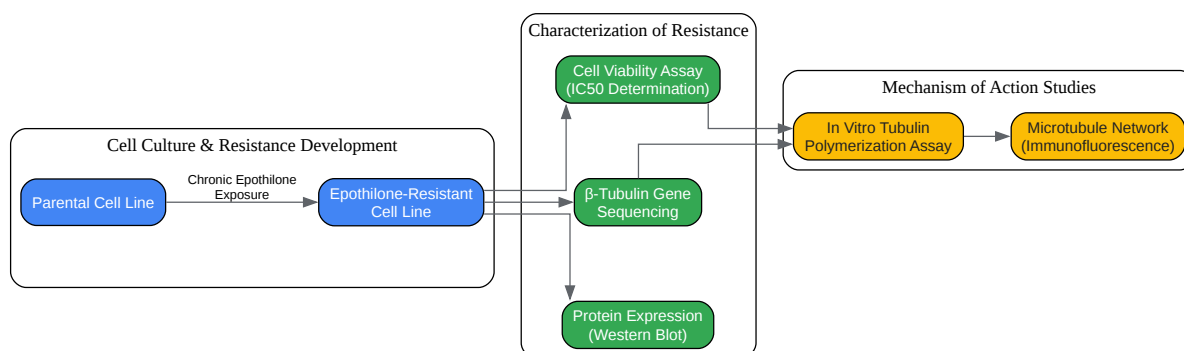 Cell Culture & Resistance Development
Parental Cell Line
Chronic Epothilone
Exposure
Epothilone-Resistant
Cell Line
Characterization of Resistance
Cell Viability Assay
(IC50 Determination)
β-Tubulin Gene
Sequencing
Protein Expression
(Western Blot)
Mechanism of Action Studies
In Vitro Tubulin
Polymerization Assay
Microtubule Network
(Immunofluorescence)